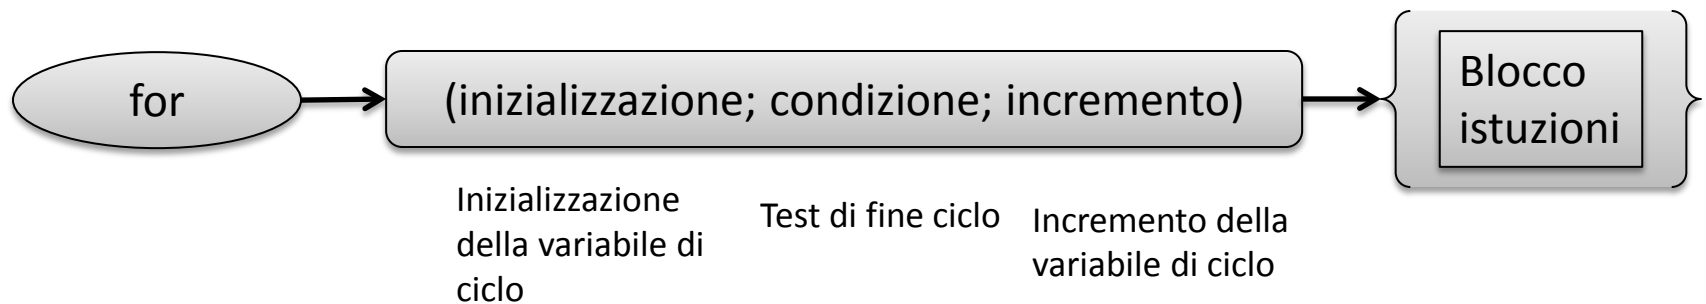 for
(inizializzazione; condizione; incremento)
Blocco
istuzioni
Inizializzazione
della variabile di
ciclo
Test di fine ciclo
Incremento della
variabile di ciclo